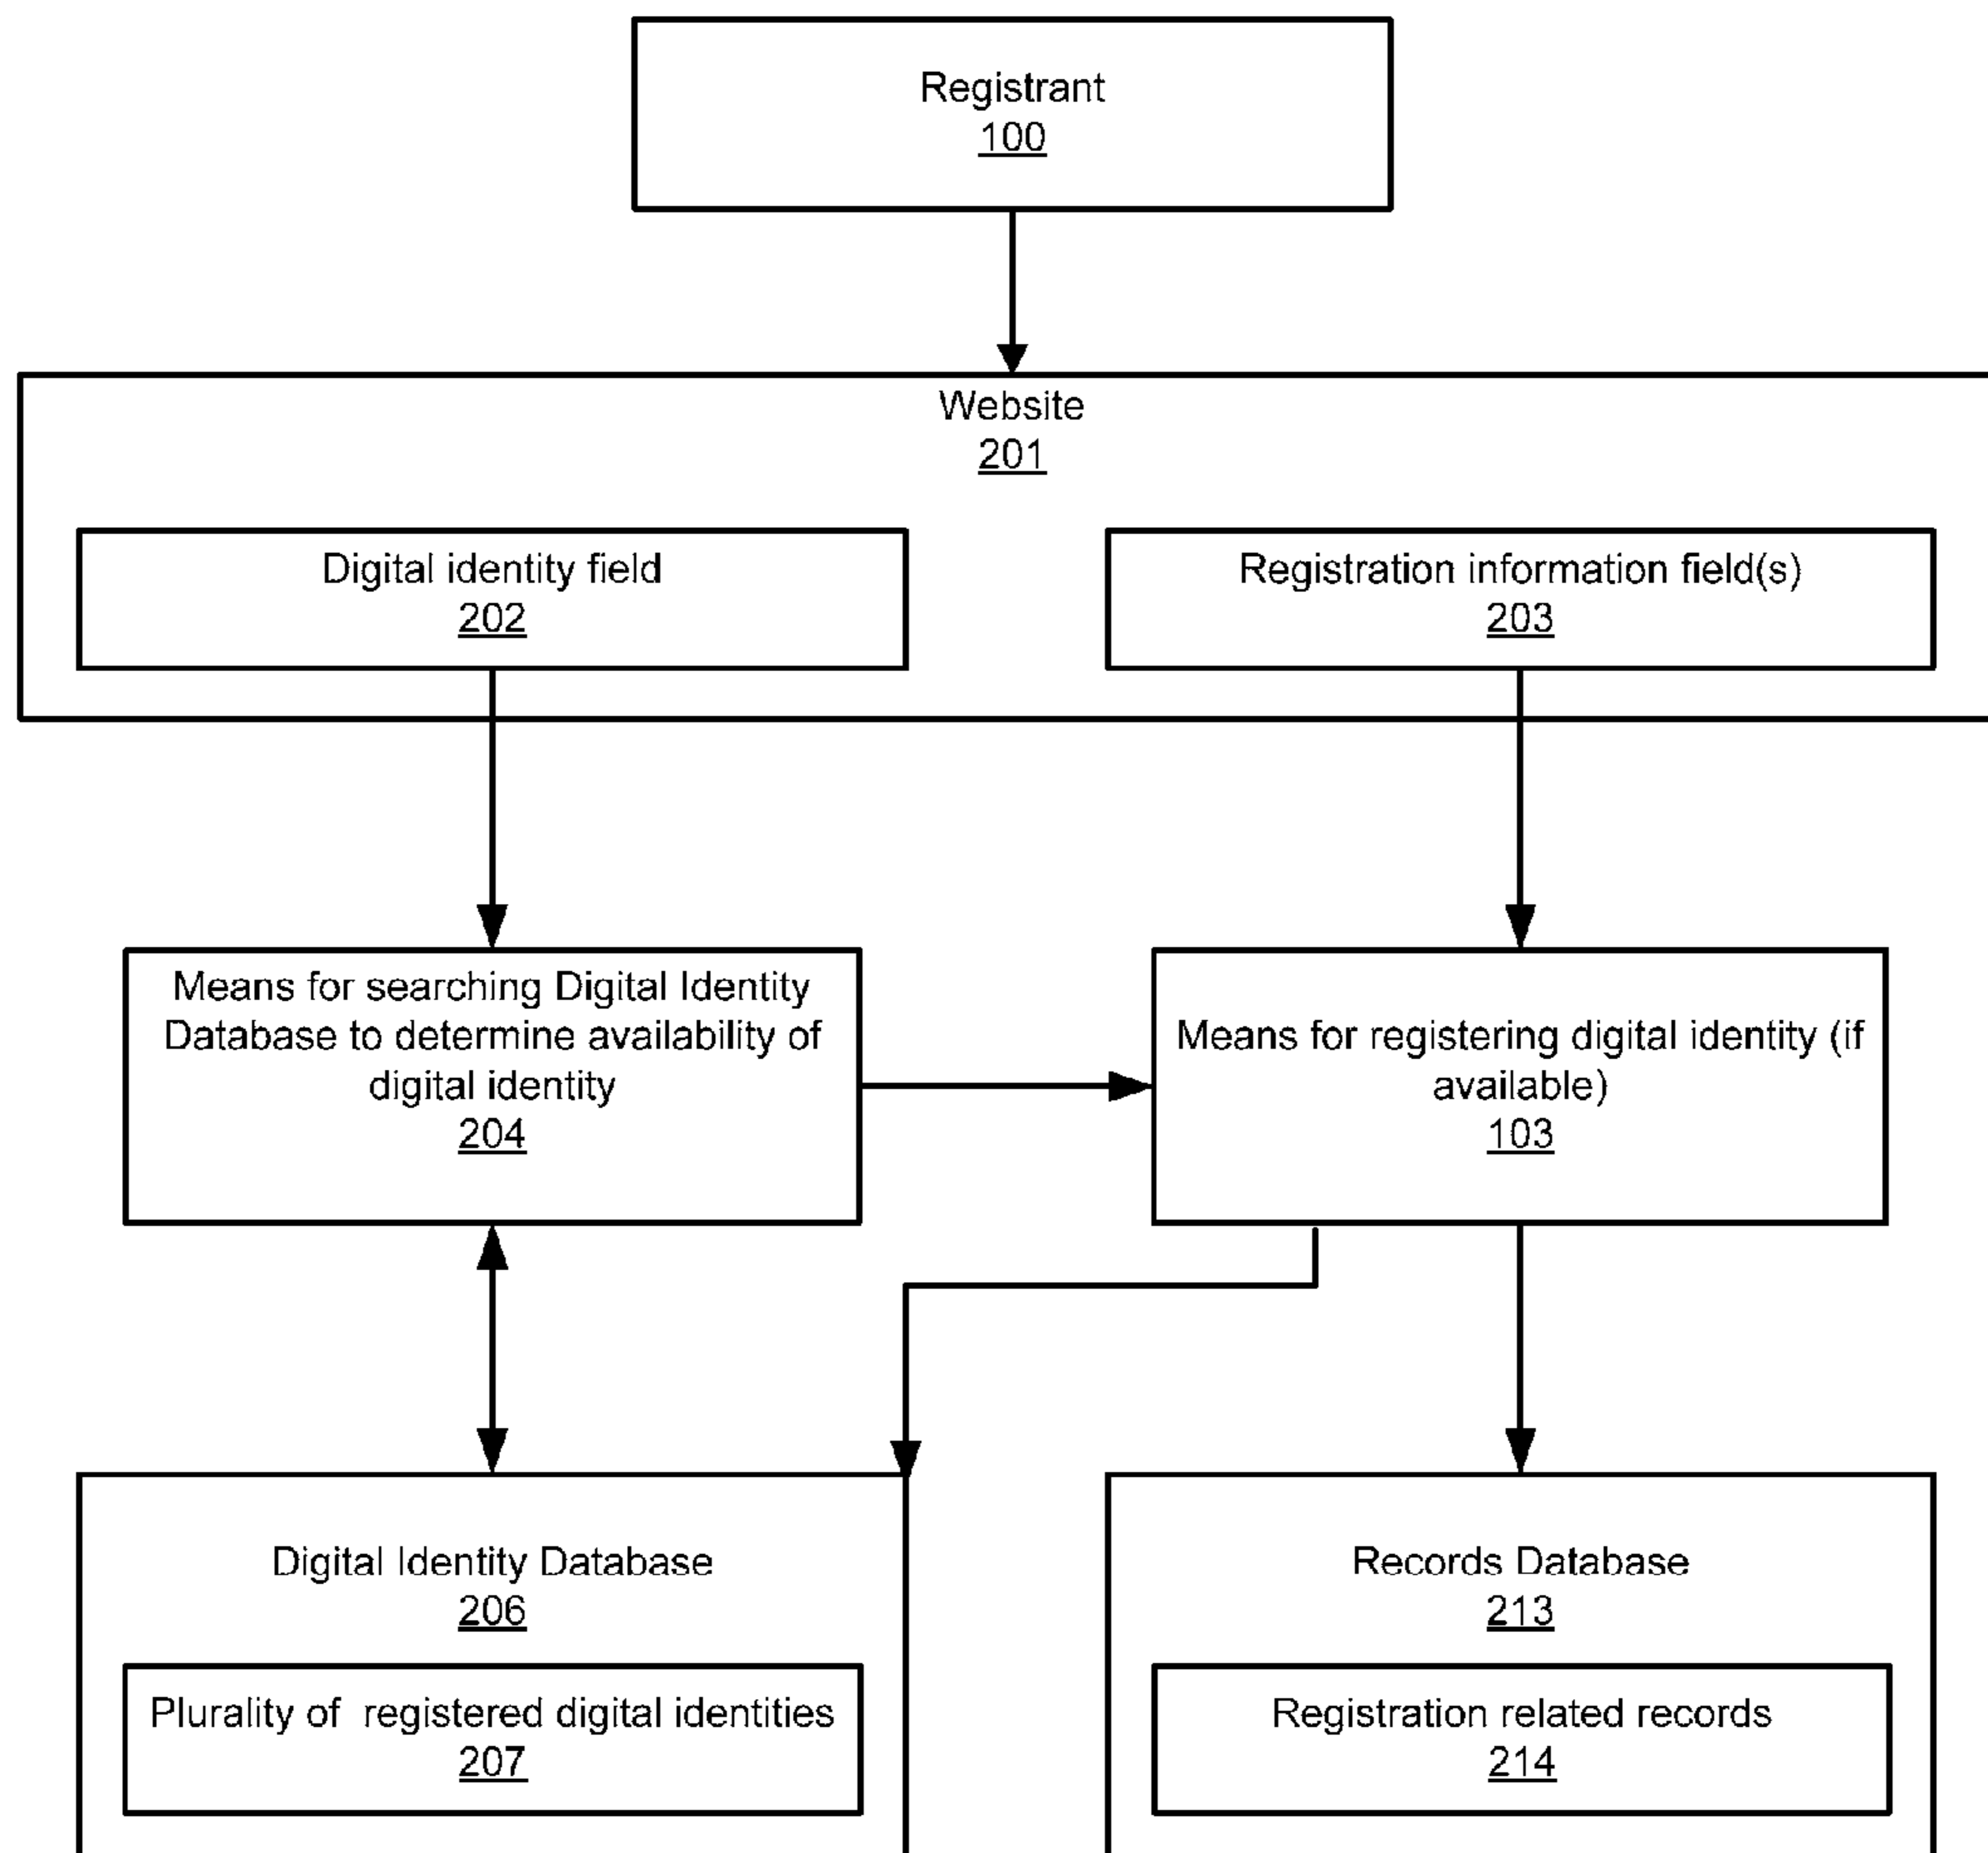 Registrant
100
Website
201
Digital identity field
202
Registration information field(s)
203
Means for searching Digital Identity
Database to determine availability of
digital identity
204
Means for registering digital identity (if
available)
103
Digital Identity Database
206
Plurality of registered digital identities
207
Records Database
213
Registration related records
214